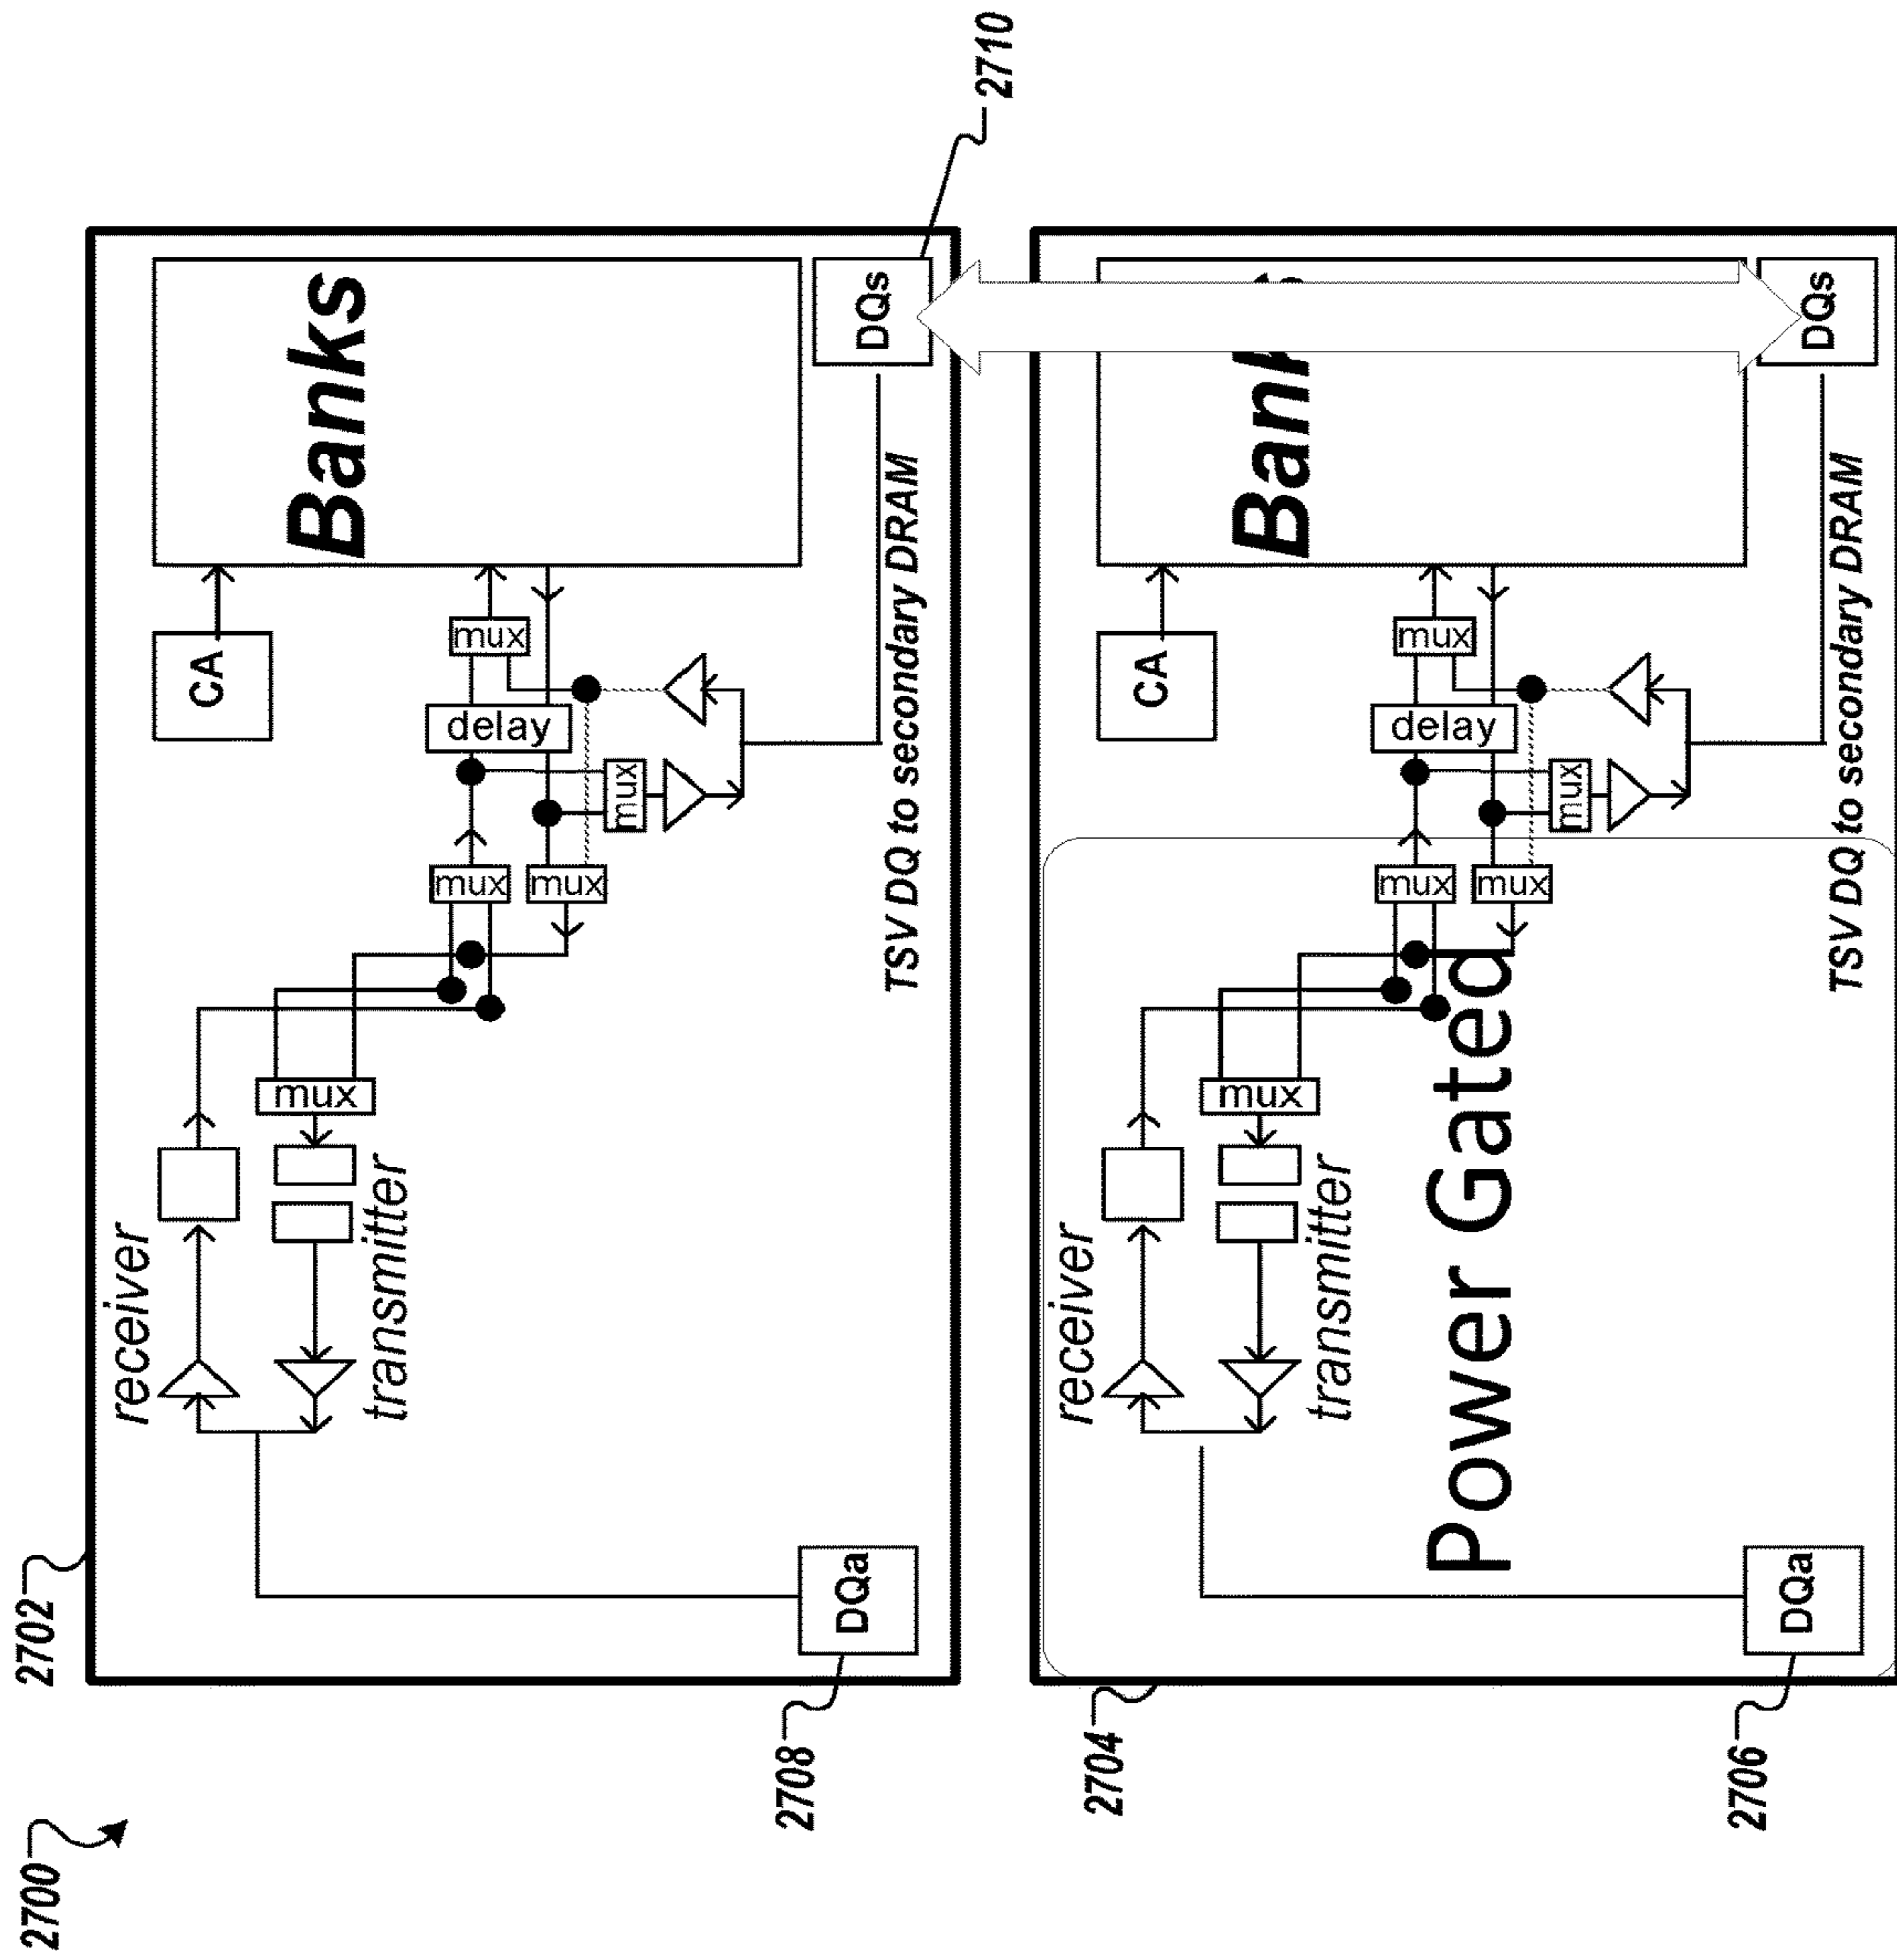 2700
2702
receiver
transmitter
mux
mux
mux
mux
delay
mux
CA
Banks
DQa
2708
TSV DQ to secondary DRAM
DQs
2710
2704
receiver
transmitter
mux
mux
mux
mux
delay
mux
CA
Power Gated
DQa
2706
TSV DQ to secondary DRAM
DQs